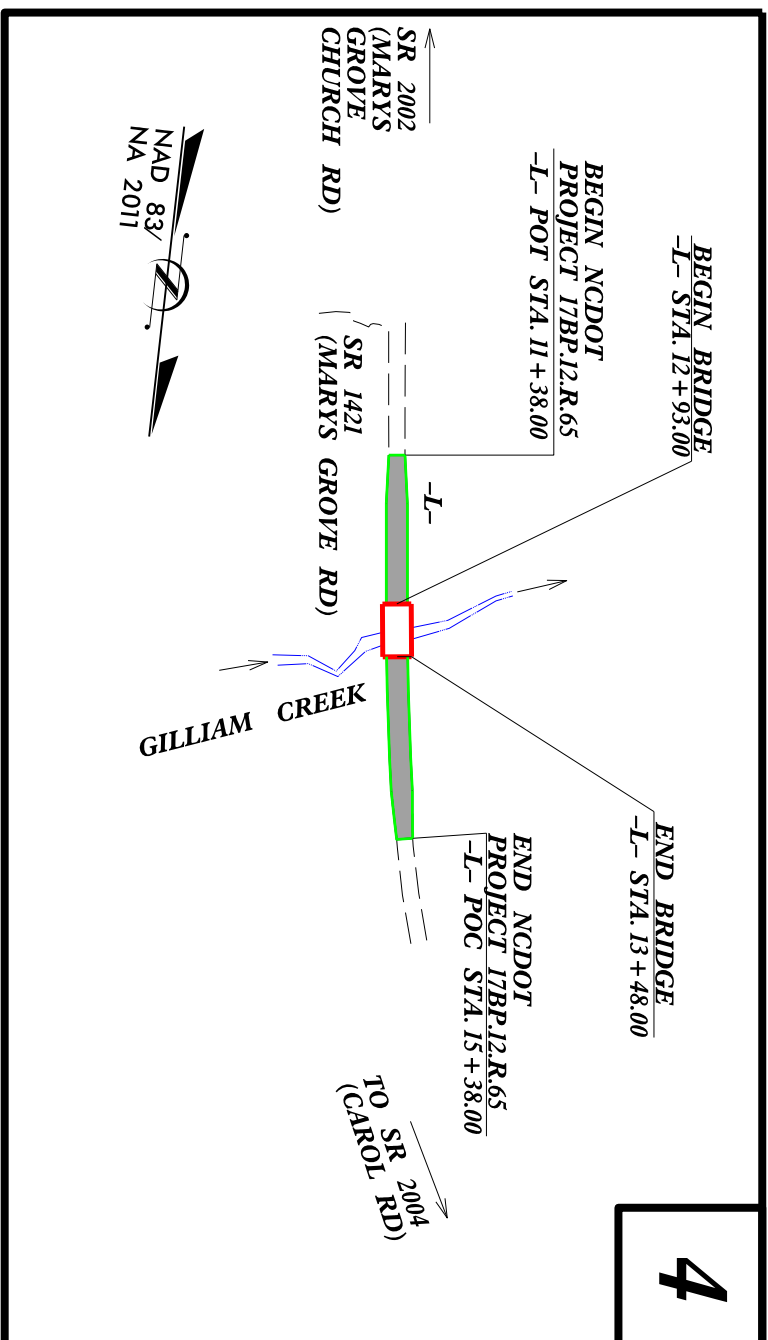 SR 2002
(MARYS
GROVE
CHURCH RD)
BEGIN NCDOT
PROJECT 17BP.12.R.65
-L- POT STA. 11+38.00
BEGIN BRIDGE
-L- STA. 12+93.00
NAD 83/
NA 2011
SR 1421
(MARYS GROVE RD)
-L-
GILLIAM CREEK
END BRIDGE
-L- STA. 13+48.00
END NCDOT
PROJECT 17BP.12.R.65
-L- POC STA. 15+38.00
TO SR 2004
(CAROL RD)
4